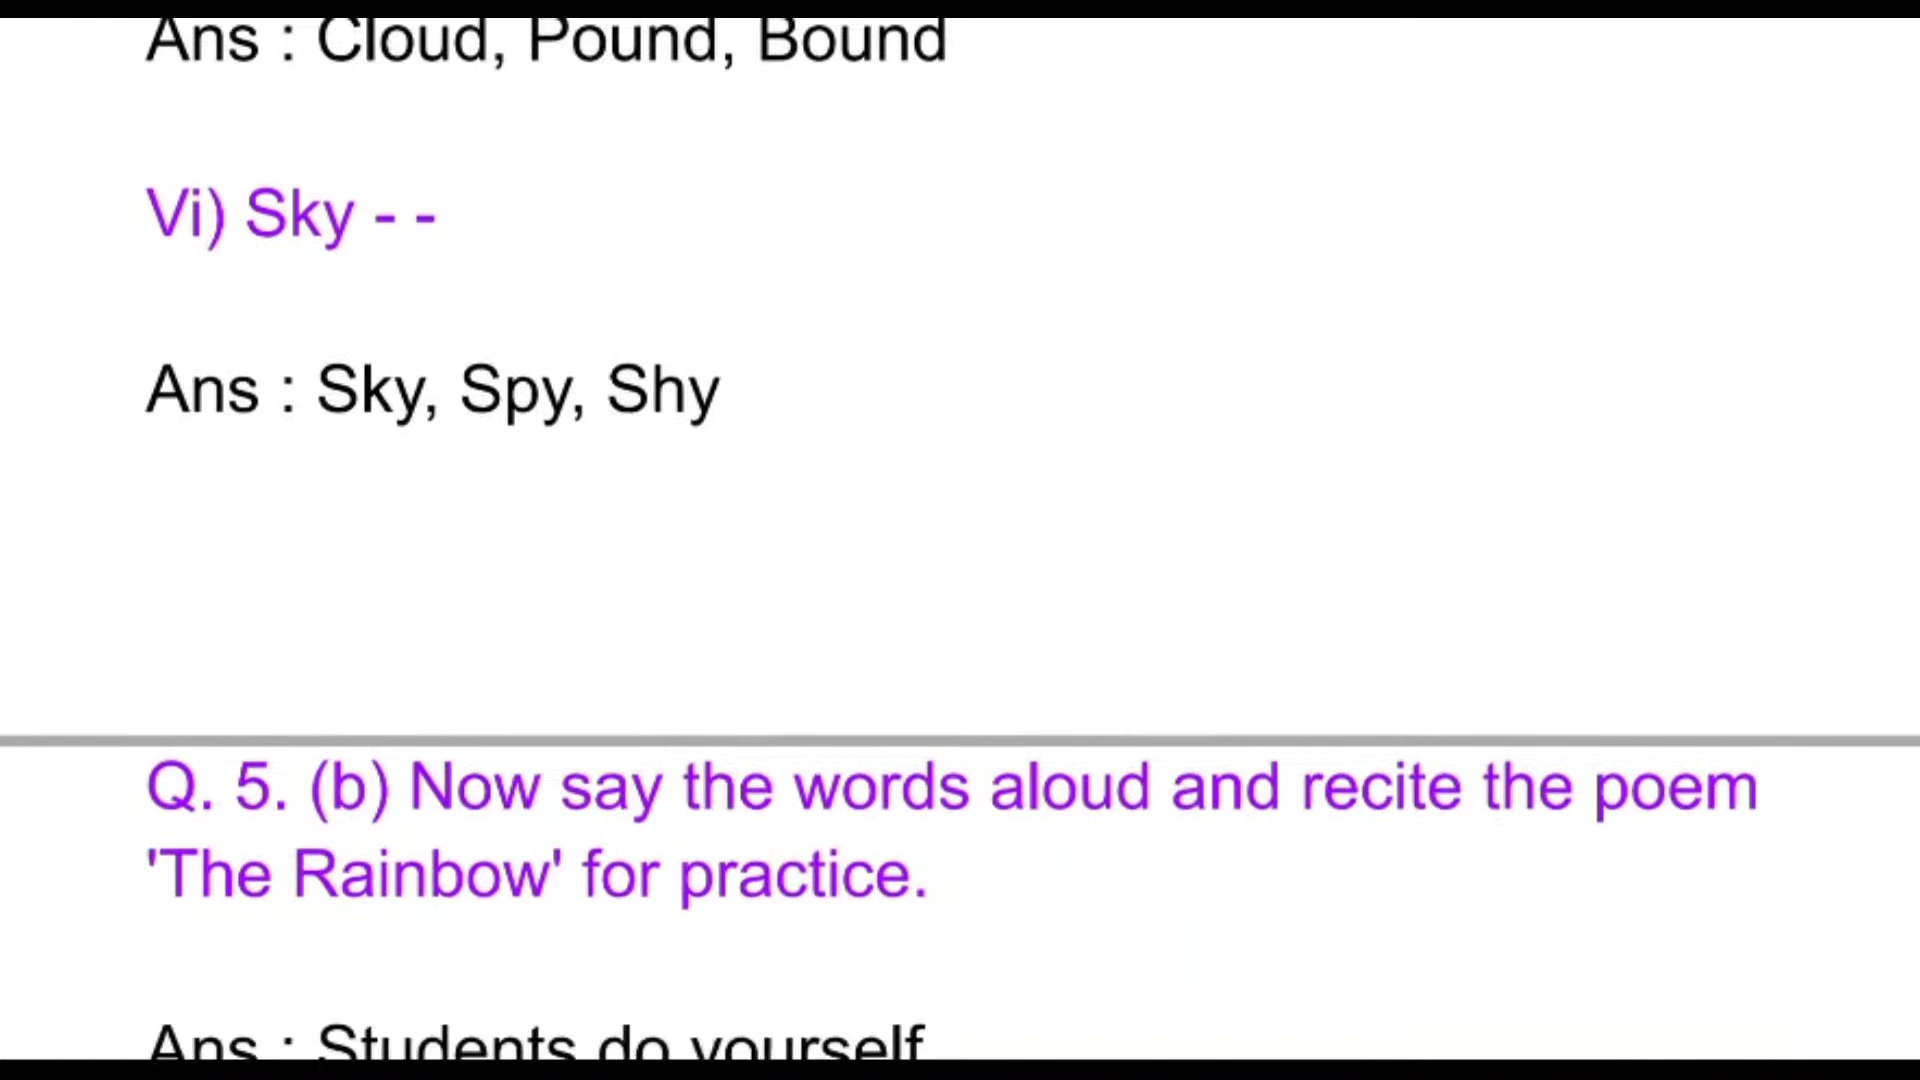 Ans : Cloud, Pound, Bound
Vi) Sky - -
Ans : Sky, Spy, Shy
Q. 5. (b) Now say the words aloud and recite the poem
'The Rainbow' for practice.
Ans : Students do yourself